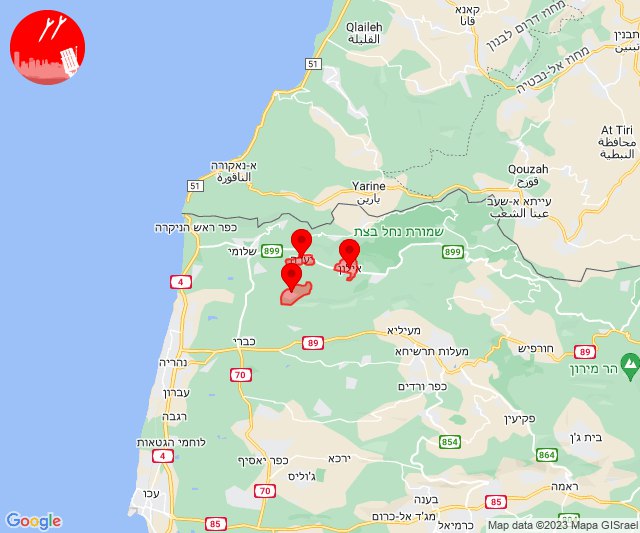 קאנא
قانا
Qlaileh
القليلة
מחוז דרום לבנון
תבנין
تبنين
51
מחוז אל-נבטיה
At Tiri
محافظة
النبطية
א-נאקורה
الناقورة
Qouzah
قوزح
51
Yarine
يارين
עייתא א-שעב
عيتا الشعب
כפר ראש הניקרה
שמורת נחל בצת
שלומי
899
899
4
אילון
כברי
89
מעיליא
חורפיש
מעלות תרשיחא
89
נהריה
הר מירון
70
כפר ורדים
עברון
רגבה
פקיעין
לוחמי הגטאות
854
בית ג'ן
4
כפר יאסיף
ירכא
864
ג'וליס
עכו
70
בענה
ראמה
85
85
מג'ד אל-כרום
כרמיאל
Google
Map data ©2023 Mapa GISrael